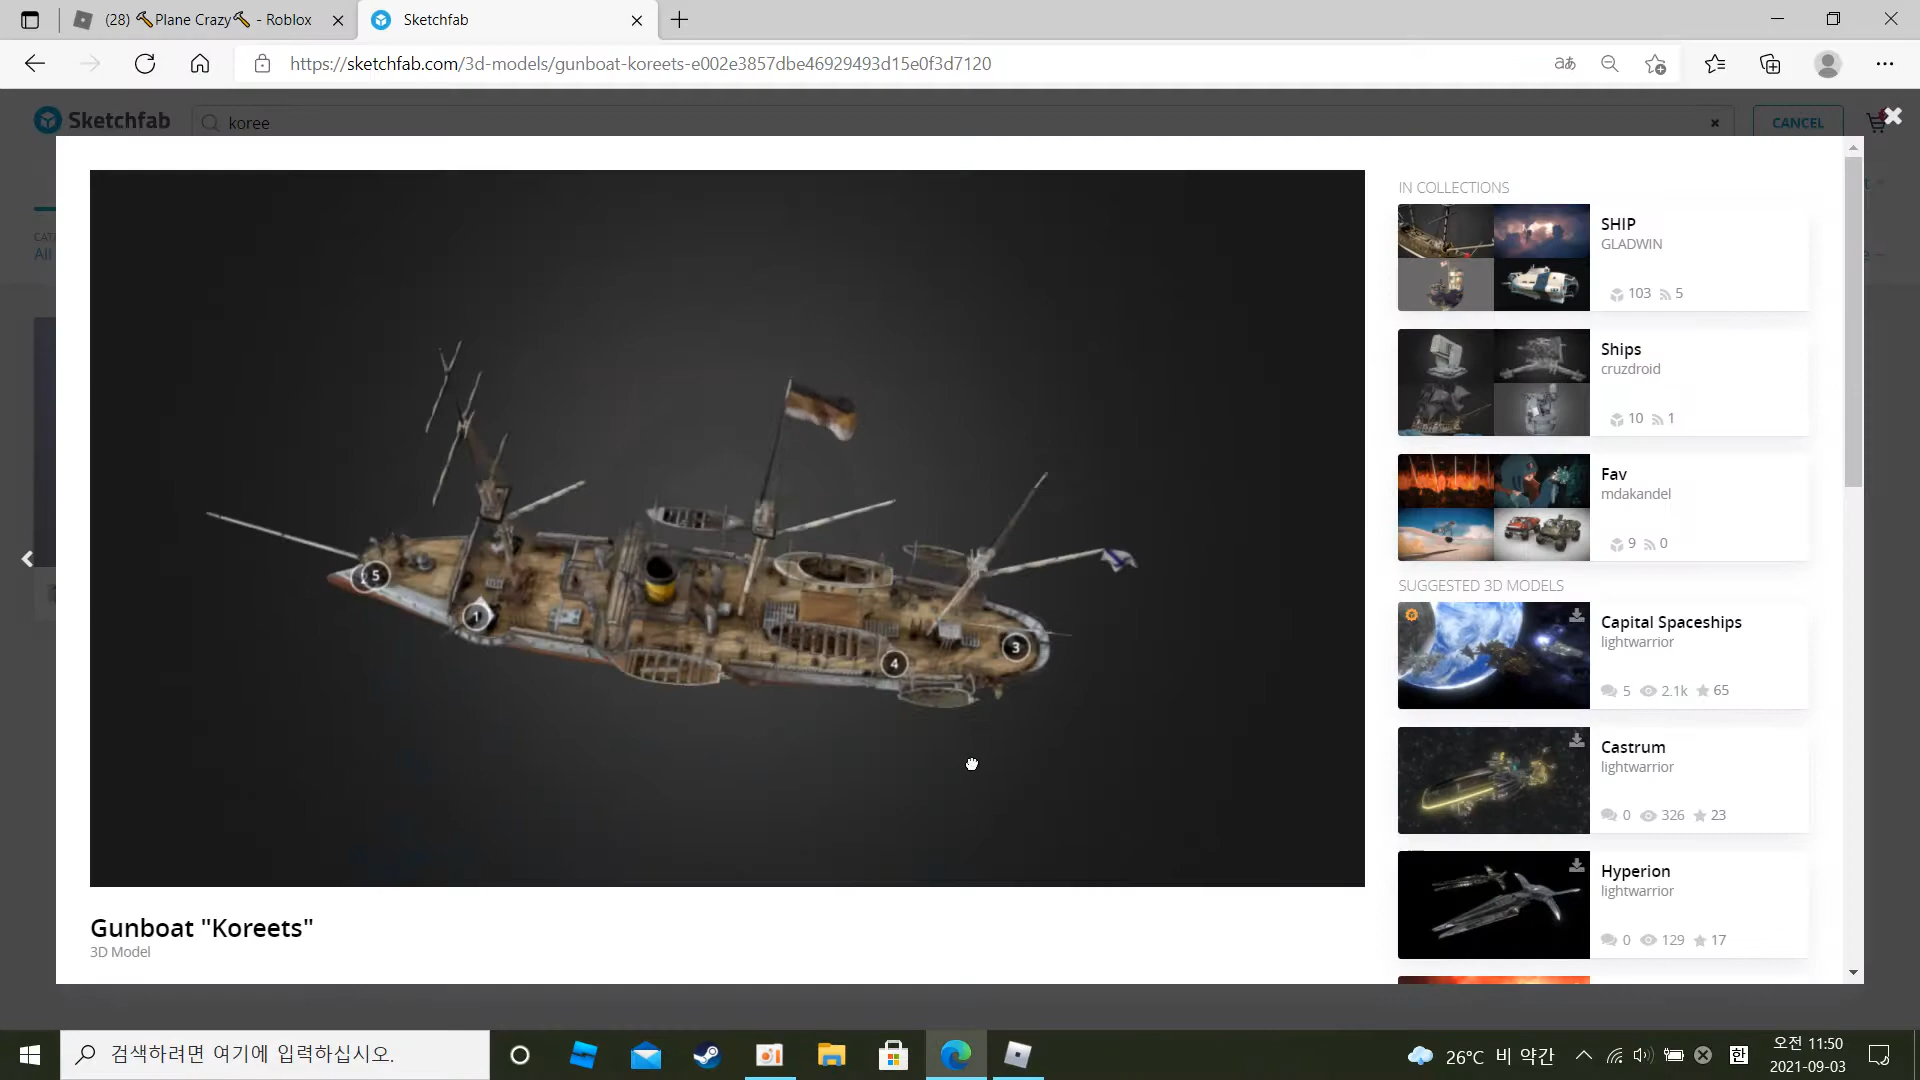 (28) 🔨Plane Crazy🔨 - Roblox
Sketchfab
https://sketchfab.com/3d-models/gunboat-koreets-e002e3857dbe46929493d15e0f3d7120
ああ
Sketchfab
koree
CANCEL
All
IN COLLECTIONS
SHIP
GLADWIN
103 5
Ships
cruzdroid
10 1
Fav
mdakandel
9 0
SUGGESTED 3D MODELS
Capital Spaceships
lightwarrior
5 2.1k 65
Castrum
lightwarrior
0 326 23
Hyperion
lightwarrior
0 129 17
5
1
4
3
Gunboat "Koreets"
3D Model
검색하려면 여기에 입력하십시오.
26°C 비 약간
한
오전 11:50
2021-09-03